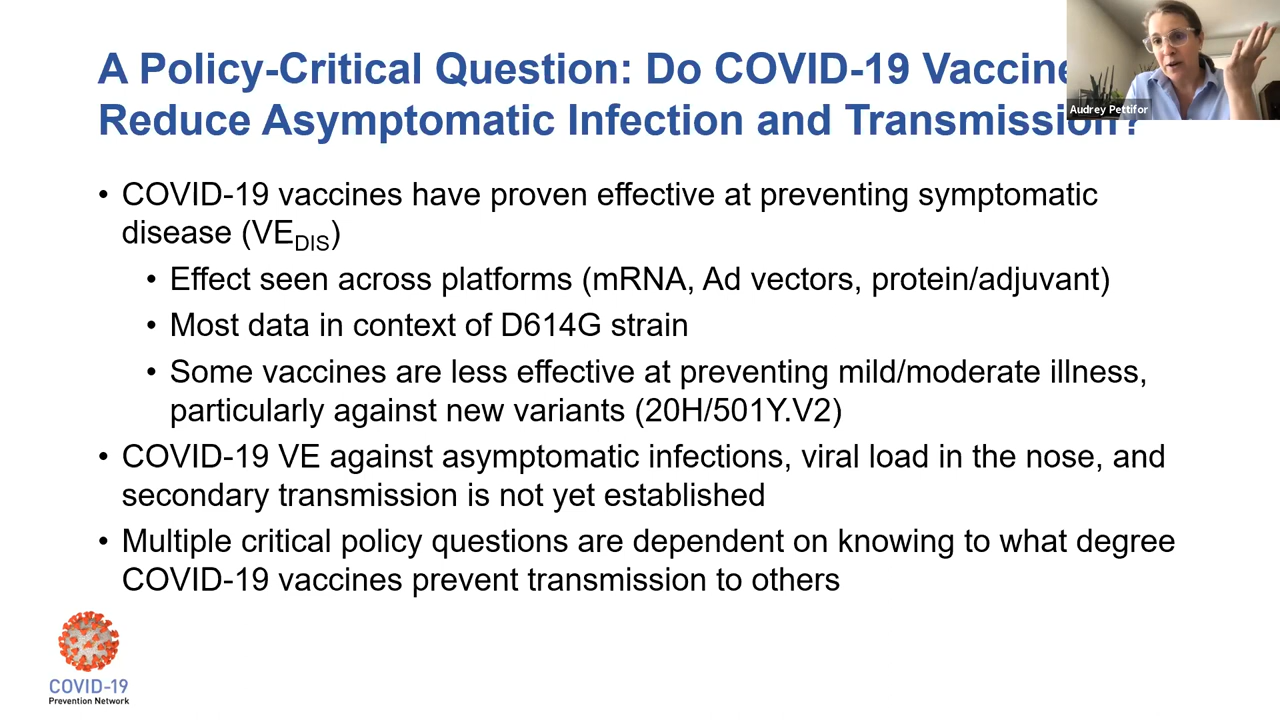 A Policy-Critical Question: Do COVID-19 Vaccine
Reduce Asymptomatic Infection and Transmission?
Audrey Pettifor
• COVID-19 vaccines have proven effective at preventing symptomatic
disease (VEDIS)
• Effect seen across platforms (mRNA, Ad vectors, protein/adjuvant)
• Most data in context of D614G strain
• Some vaccines are less effective at preventing mild/moderate illness,
particularly against new variants (20H/501Y.V2)
• COVID-19 VE against asymptomatic infections, viral load in the nose, and
secondary transmission is not yet established
• Multiple critical policy questions are dependent on knowing to what degree
COVID-19 vaccines prevent transmission to others
COVID-19
Prevention Network